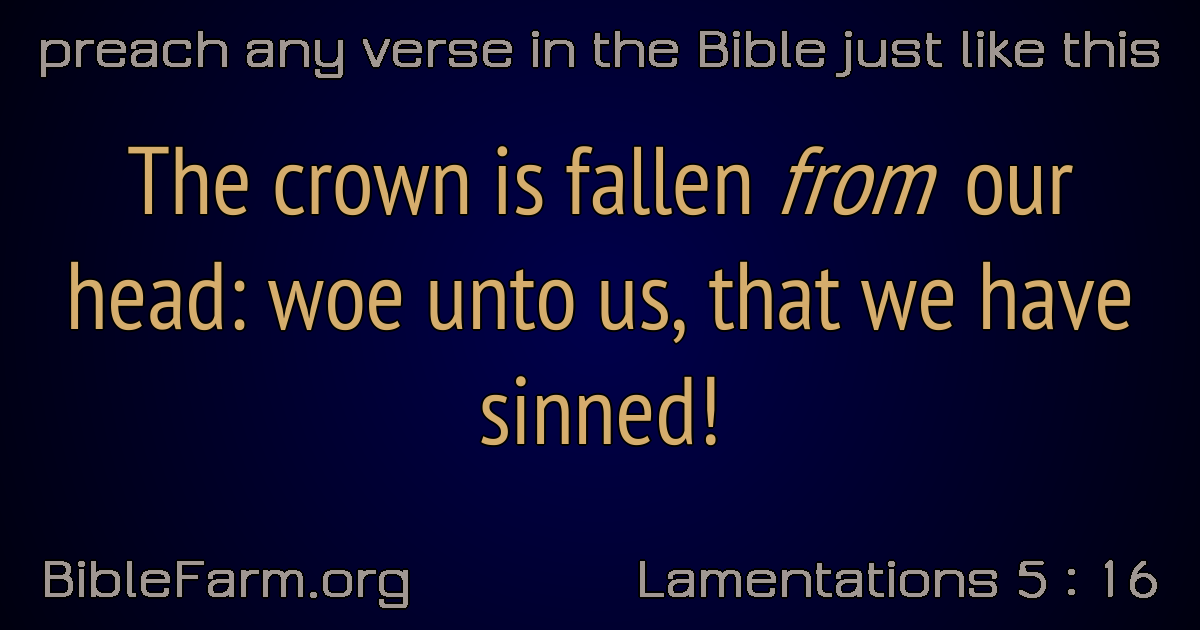 preach any verse in the Bible just like this
The crown is fallen from our
head: woe unto us, that we have
sinned!
BibleFarm.org
Lamentations 5 : 16